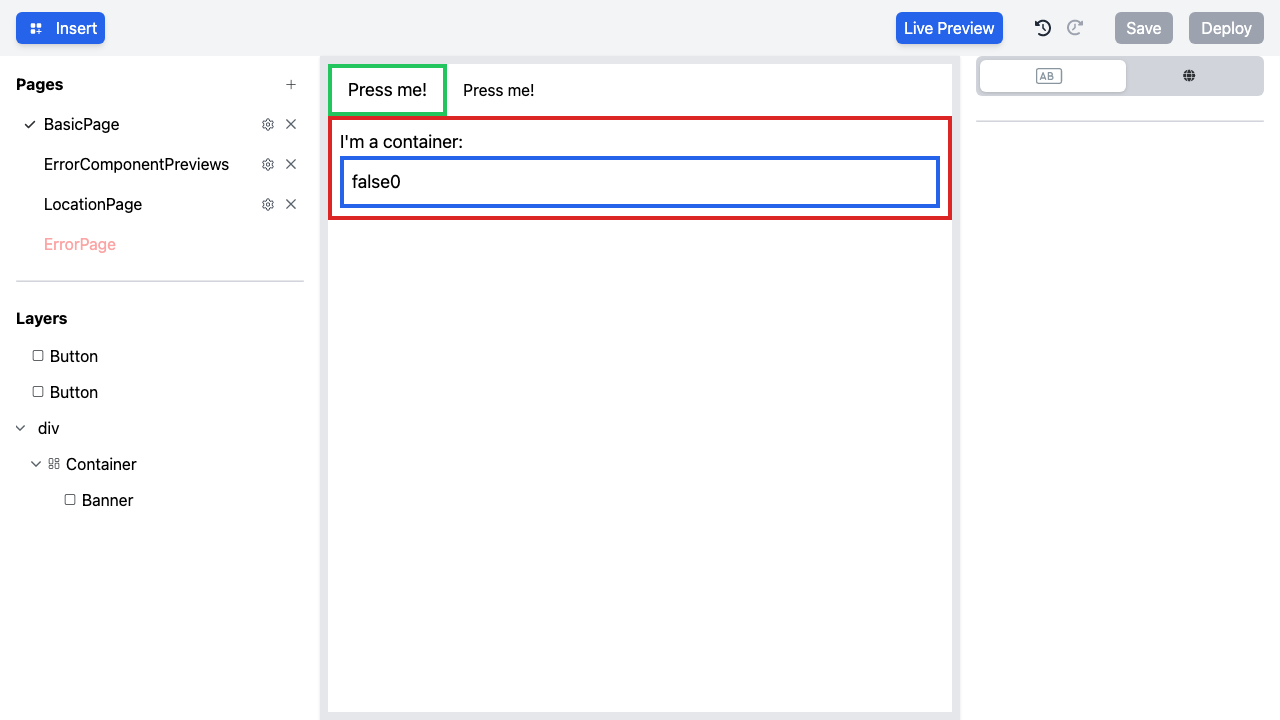 Insert
Live Preview
Save
Deploy
Pages
BasicPage
ErrorComponentPreviews
LocationPage
ErrorPage
Layers
Button
Button
div
Container
Banner
Press me!
Press me!
I'm a container:
false0
AB